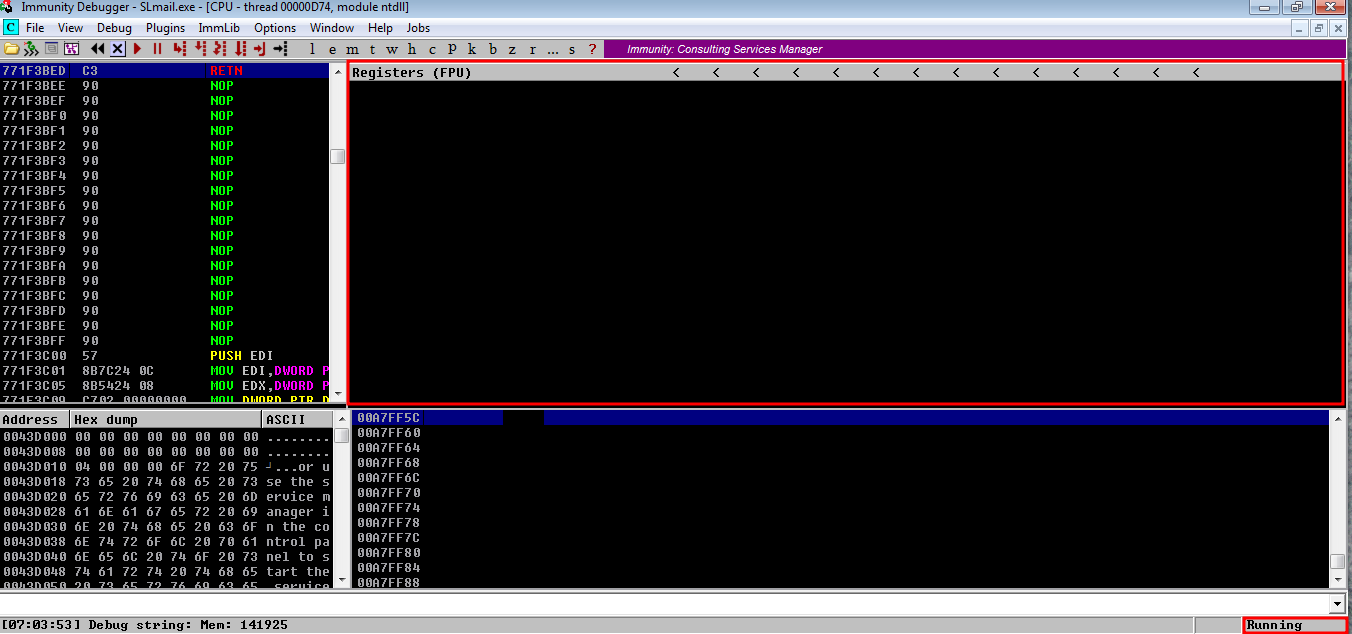 Immunity Debugger - SLmail.exe - [CPU - thread 00000D74, module ntdll]
C File View Debug Plugins ImmLib Options Window Help Jobs
l e m t w h c P k b z r ... s ? Immunity: Consulting Services Manager
771F3BED C3 RETN
771F3BEE 90 NOP
771F3BEF 90 NOP
771F3BF0 90 NOP
771F3BF1 90 NOP
771F3BF2 90 NOP
771F3BF3 90 NOP
771F3BF4 90 NOP
771F3BF5 90 NOP
771F3BF6 90 NOP
771F3BF7 90 NOP
771F3BF8 90 NOP
771F3BF9 90 NOP
771F3BFA 90 NOP
771F3BFB 90 NOP
771F3BFC 90 NOP
771F3BFD 90 NOP
771F3BFE 90 NOP
771F3BFF 90 NOP
771F3C00 57 PUSH EDI
771F3C01 8B7C24 0C MOV EDI,DWORD P
771F3C05 8B5424 08 MOV EDX,DWORD P
771F3C09 C702 00000000 MOV DWORD PTR D
Registers (FPU) < < < < < < < < < < < < < <
Address Hex dump ASCII
0043D000 00 00 00 00 00 00 00 00 ........
0043D008 00 00 00 00 00 00 00 00 ........
0043D010 04 00 00 00 6F 72 20 75 ┘...or u
0043D018 73 65 20 74 68 65 20 73 se the s
0043D020 65 72 76 69 63 65 20 6D ervice m
0043D028 61 6E 61 67 65 72 20 69 anager i
0043D030 6E 20 74 68 65 20 63 6F n the co
0043D038 6E 74 72 6F 6C 20 70 61 ntrol pa
0043D040 6E 65 6C 20 74 6F 20 73 nel to s
0043D048 74 61 72 74 20 74 68 65 tart the
0043D050 20 73 65 72 76 69 63 65 service
00A7FF5C
00A7FF60
00A7FF64
00A7FF68
00A7FF6C
00A7FF70
00A7FF74
00A7FF78
00A7FF7C
00A7FF80
00A7FF84
00A7FF88
[07:03:53] Debug string: Mem: 141925
Running